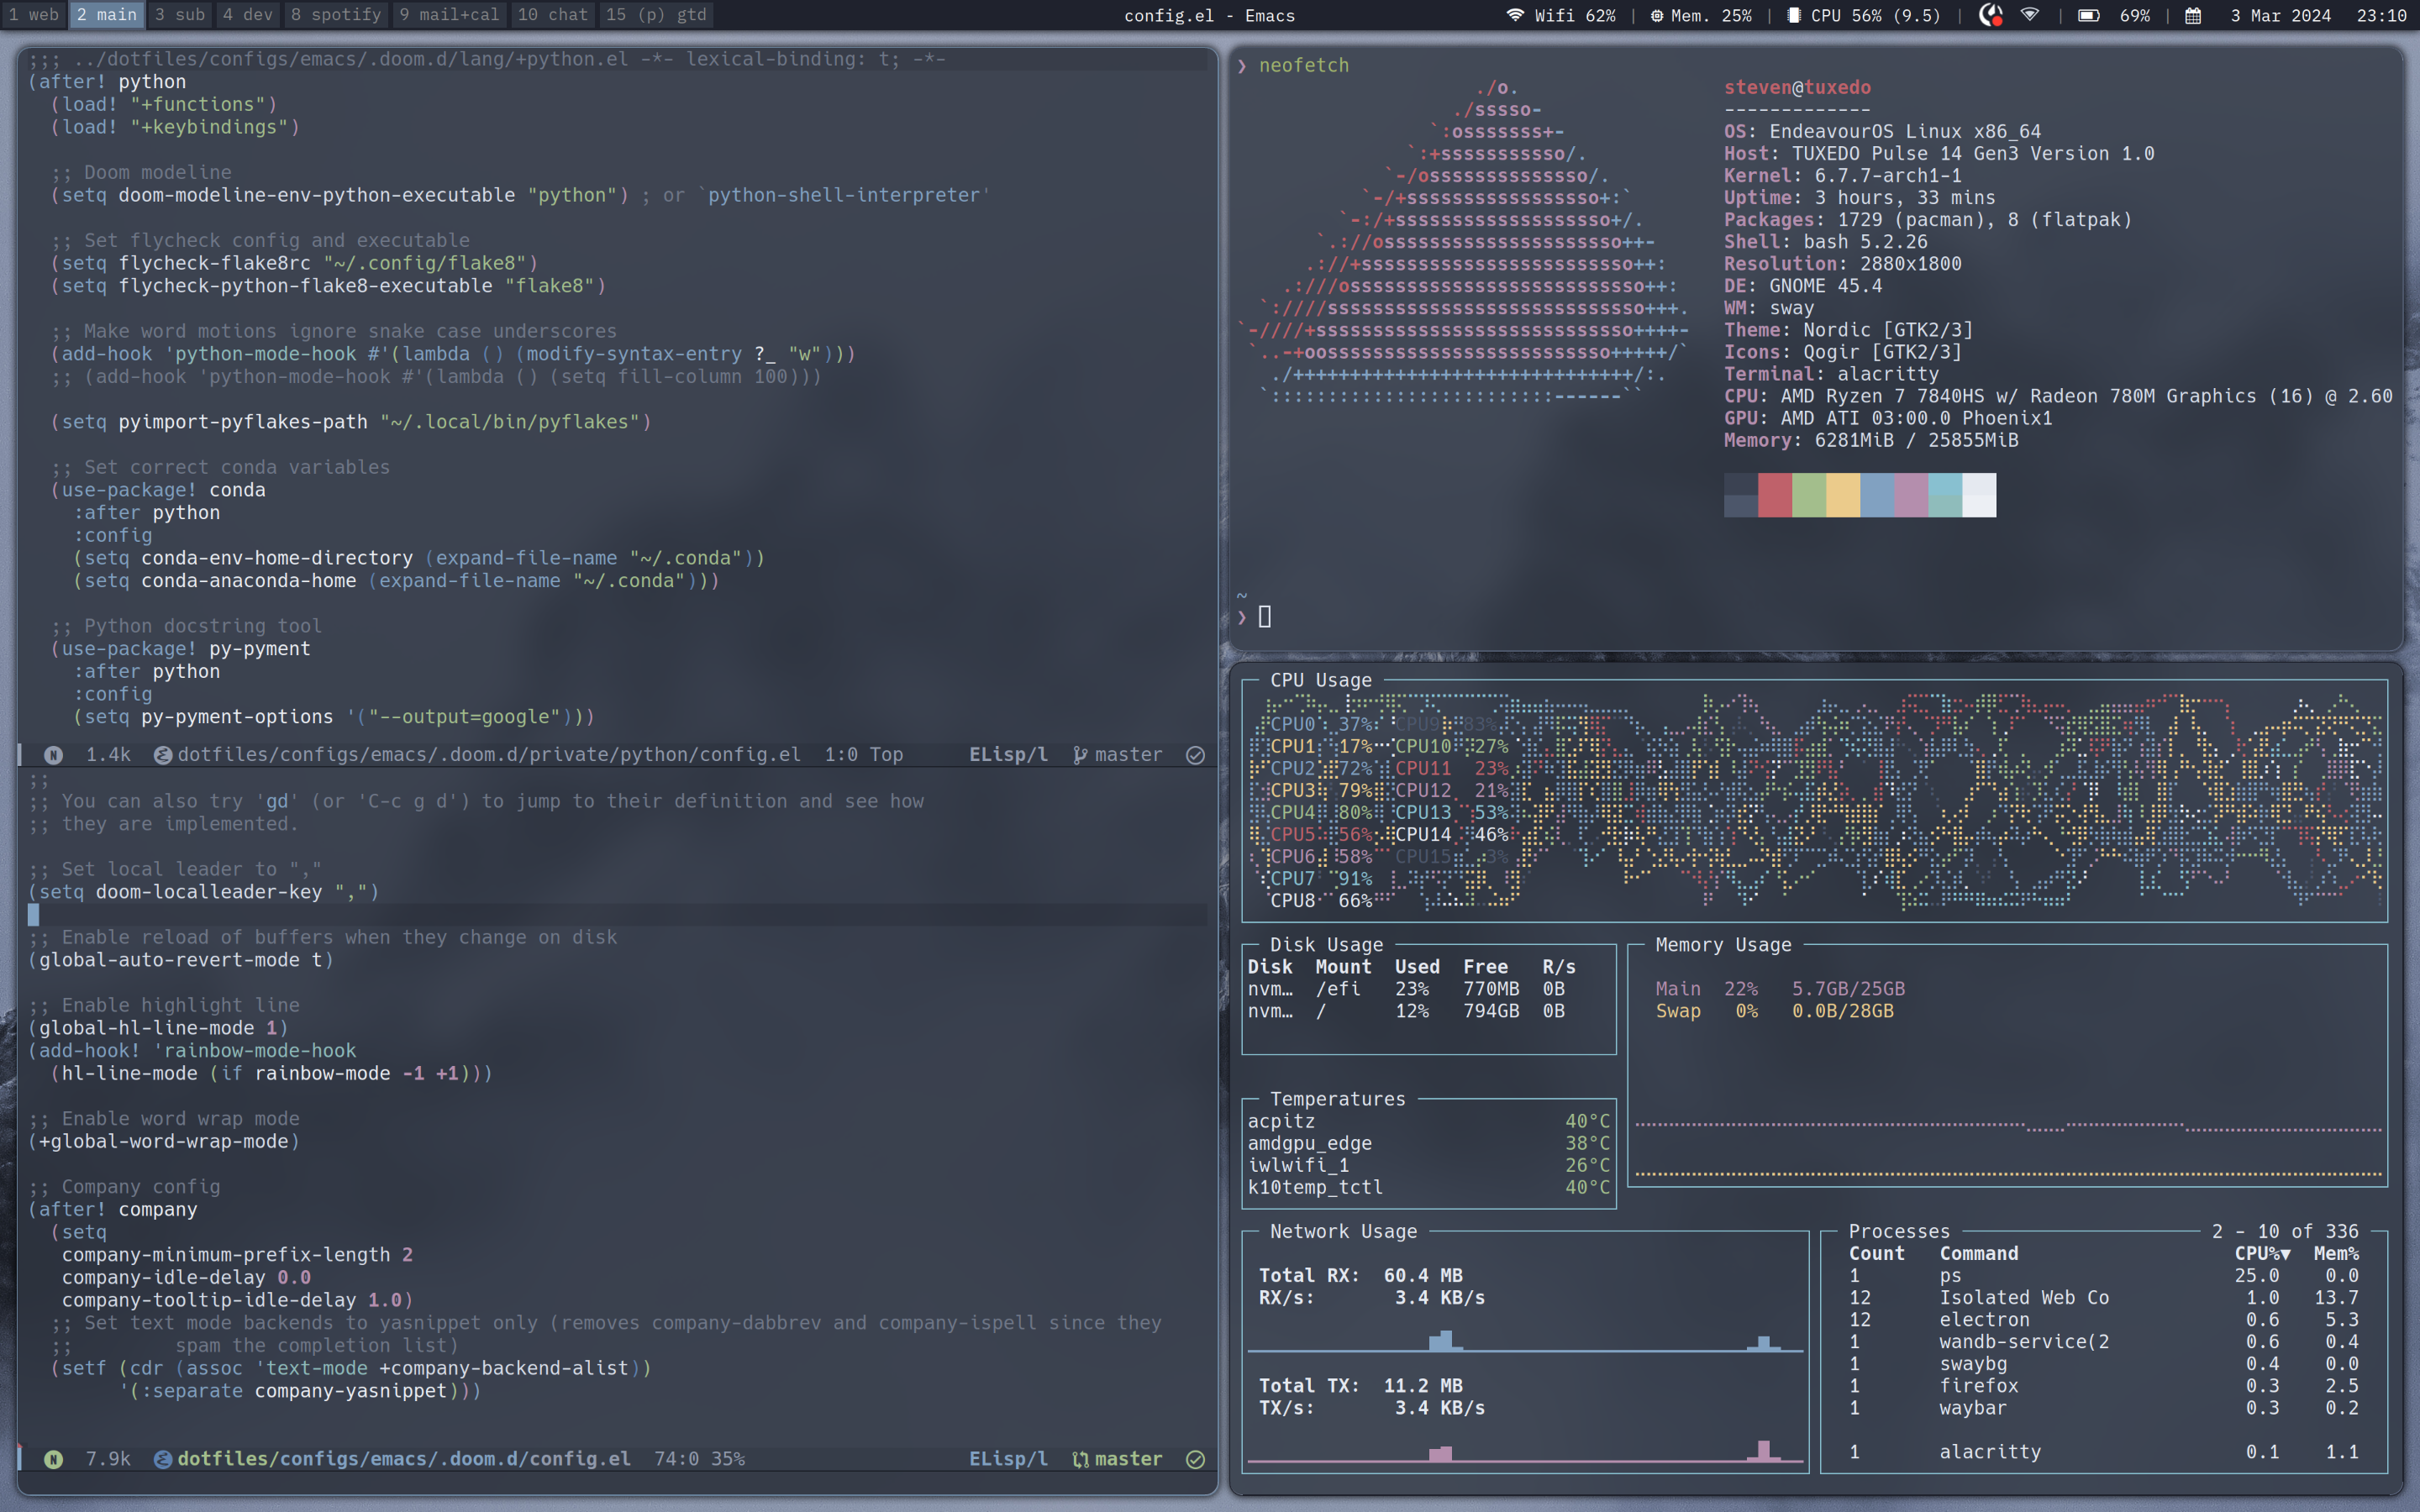 1 web 2 main 3 sub 4 dev 8 spotify 9 mail+cal 10 chat 15 (p) gtd
config.el - Emacs
Wifi 62% | Mem. 25% | CPU 56% (9.5) | | 69% | 3 Mar 2024 23:10
;;; ../dotfiles/configs/emacs/.doom.d/lang/+python.el -*- lexical-binding: t; -*-
(after! python
(load! "+functions")
(load! "+keybindings")
;; Doom modeline
(setq doom-modeline-env-python-executable "python") ; or `python-shell-interpreter'
;; Set flycheck config and executable
(setq flycheck-flake8rc "~/.config/flake8")
(setq flycheck-python-flake8-executable "flake8")
;; Make word motions ignore snake case underscores
(add-hook 'python-mode-hook #'(lambda () (modify-syntax-entry ?_ "w")))
;; (add-hook 'python-mode-hook #'(lambda () (setq fill-column 100)))
(setq pyimport-pyflakes-path "~/.local/bin/pyflakes")
;; Set correct conda variables
(use-package! conda
:after python
:config
(setq conda-env-home-directory (expand-file-name "~/.conda"))
(setq conda-anaconda-home (expand-file-name "~/.conda")))
;; Python docstring tool
(use-package! py-pyment
:after python
:config
(setq py-pyment-options '("--output=google")))
N 1.4k dotfiles/configs/emacs/.doom.d/private/python/config.el 1:0 Top ELisp/l master
;;
;; You can also try 'gd' (or 'C-c g d') to jump to their definition and see how
;; they are implemented.
;; Set local leader to ","
(setq doom-localleader-key ",")
;; Enable reload of buffers when they change on disk
(global-auto-revert-mode t)
;; Enable highlight line
(global-hl-line-mode 1)
(add-hook! 'rainbow-mode-hook
(hl-line-mode (if rainbow-mode -1 +1)))
;; Enable word wrap mode
(+global-word-wrap-mode)
;; Company config
(after! company
(setq
company-minimum-prefix-length 2
company-idle-delay 0.0
company-tooltip-idle-delay 1.0)
;; Set text mode backends to yasnippet only (removes company-dabbrev and company-ispell since they
;; spam the completion list)
(setf (cdr (assoc 'text-mode +company-backend-alist))
'(:separate company-yasnippet)))
N 7.9k dotfiles/configs/emacs/.doom.d/config.el 74:0 35% ELisp/l master
❯ neofetch
./o.
./sssso-
`:osssssss+-
`:+sssssssssso/.
`-/ossssssssssssso/.
`-/+sssssssssssssssso+:`
`-:/+sssssssssssssssssso+/.
`.://osssssssssssssssssssso++-
.://+ssssssssssssssssssssssso++:
.:///ossssssssssssssssssssssssso++:
`:////ssssssssssssssssssssssssssso+++.
`-////+ssssssssssssssssssssssssssso++++-
`..-+oosssssssssssssssssssssssso+++++/`
./++++++++++++++++++++++++++++++/:.
`:::::::::::::::::::::::::------``
steven@tuxedo
-------------
OS: EndeavourOS Linux x86_64
Host: TUXEDO Pulse 14 Gen3 Version 1.0
Kernel: 6.7.7-arch1-1
Uptime: 3 hours, 33 mins
Packages: 1729 (pacman), 8 (flatpak)
Shell: bash 5.2.26
Resolution: 2880x1800
DE: GNOME 45.4
WM: sway
Theme: Nordic [GTK2/3]
Icons: Qogir [GTK2/3]
Terminal: alacritty
CPU: AMD Ryzen 7 7840HS w/ Radeon 780M Graphics (16) @ 2.60
GPU: AMD ATI 03:00.0 Phoenix1
Memory: 6281MiB / 25855MiB
~
❯
CPU Usage
CPU0 37% CPU9 83%
CPU1 17% CPU10 27%
CPU2 72% CPU11 23%
CPU3 79% CPU12 21%
CPU4 80% CPU13 53%
CPU5 56% CPU14 46%
CPU6 58% CPU15 3%
CPU7 91%
CPU8 66%
Disk Usage
Disk Mount Used Free R/s
nvm… /efi 23% 770MB 0B
nvm… / 12% 794GB 0B
Memory Usage
Main 22% 5.7GB/25GB
Swap 0% 0.0B/28GB
Temperatures
acpitz 40°C
amdgpu_edge 38°C
iwlwifi_1 26°C
k10temp_tctl 40°C
Network Usage
Total RX: 60.4 MB
RX/s: 3.4 KB/s
Total TX: 11.2 MB
TX/s: 3.4 KB/s
Processes 2 - 10 of 336
Count Command CPU%▼ Mem%
1 ps 25.0 0.0
12 Isolated Web Co 1.0 13.7
12 electron 0.6 5.3
1 wandb-service(2 0.6 0.4
1 swaybg 0.4 0.0
1 firefox 0.3 2.5
1 waybar 0.3 0.2
1 alacritty 0.1 1.1